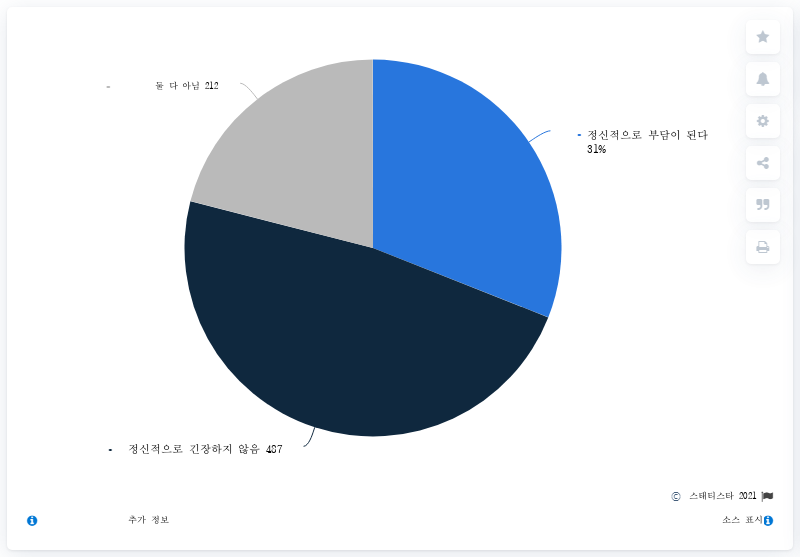 - 둘 다 아님 212
- 정신적으로 부담이 된다
31%
- 정신적으로 긴장하지 않음 487
© 스태티스타 2021
추가 정보
소스 표시